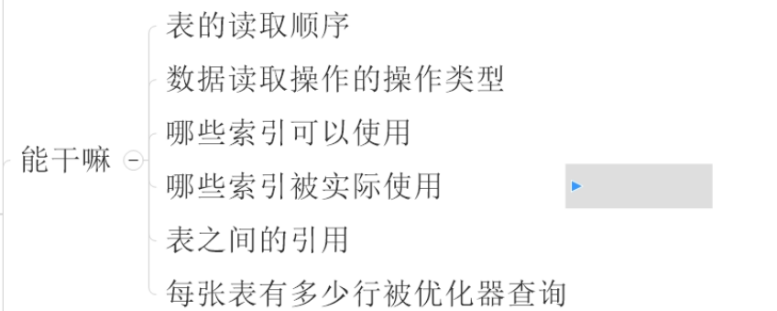 表的读取顺序
数据读取操作的操作类型
哪些索引可以使用
能干嘛
哪些索引被实际使用
表之间的引用
每张表有多少行被优化器查询